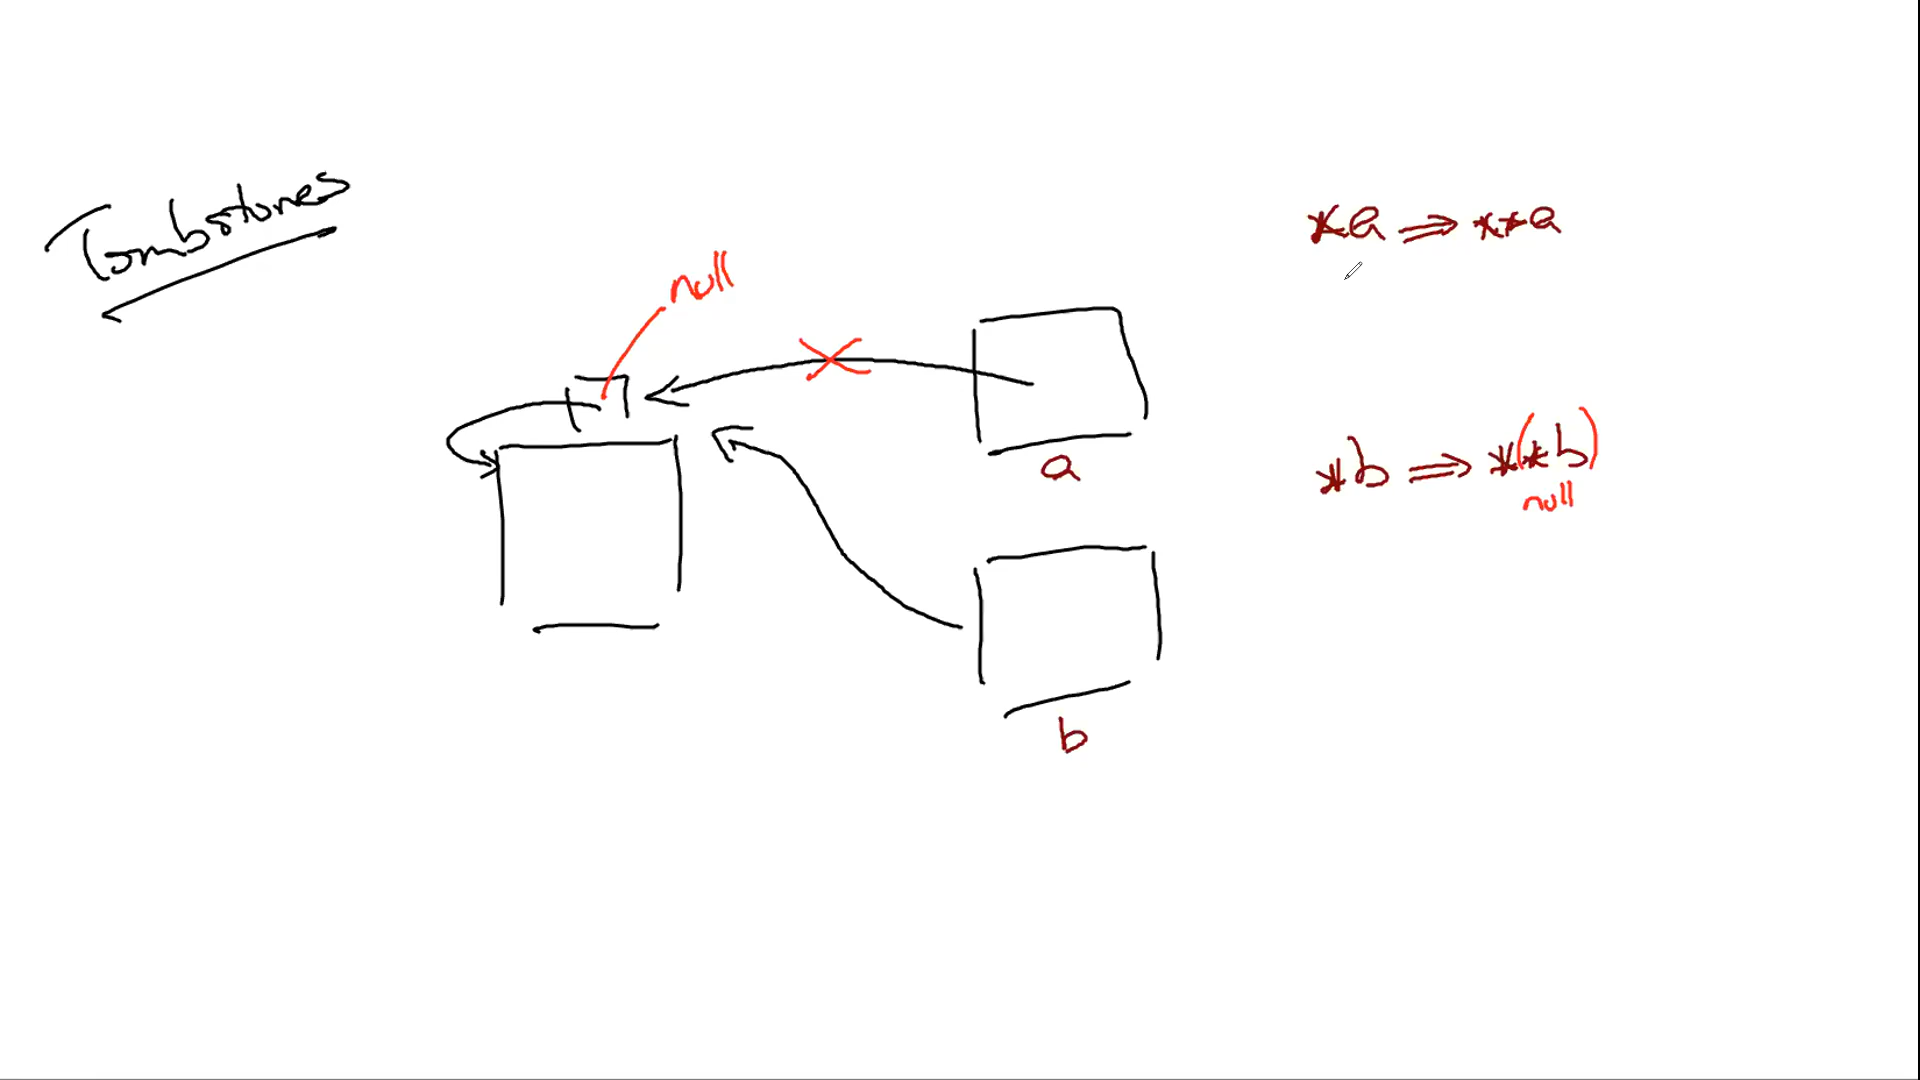 Tombstones
*a ⇒ **a
null
a
*b ⇒ *(*b)
null
b